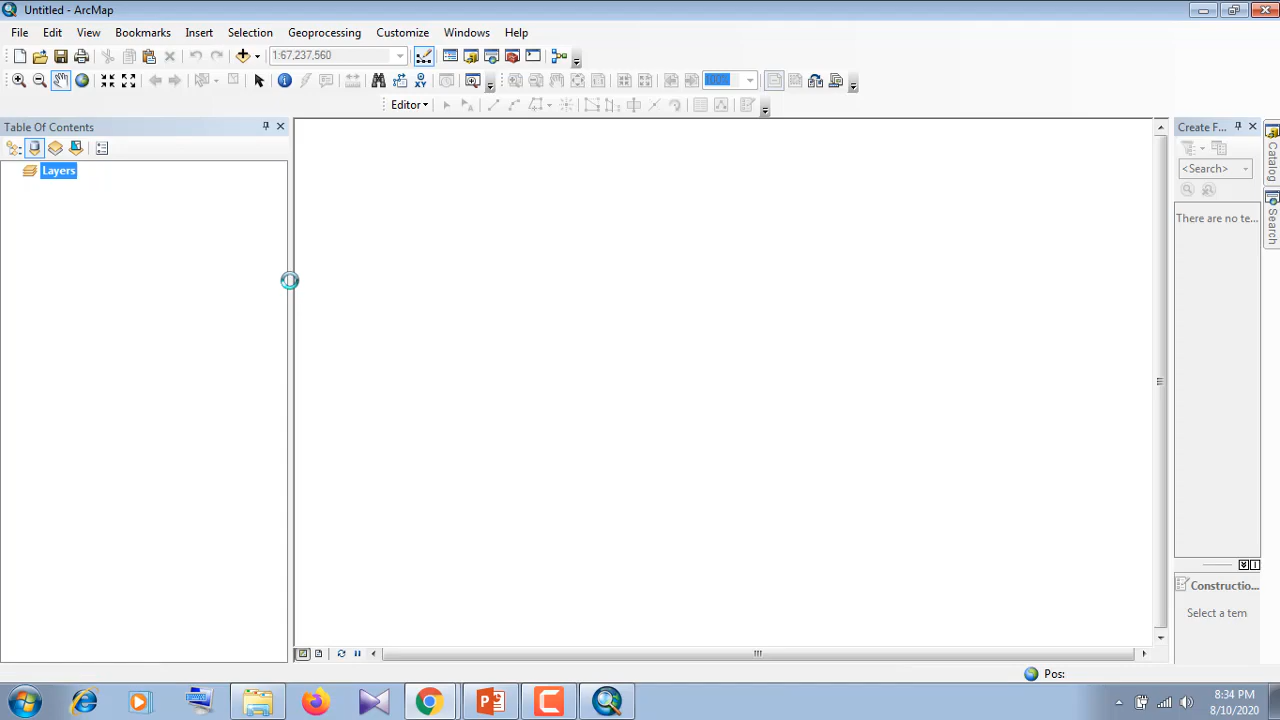 Untitled - ArcMap
File Edit View Bookmarks Insert Selection Geoprocessing Customize Windows Help
1:67,237,560
Editor
Table Of Contents
Layers
Create F...
<Search>
There are no te...
Constructio...
Select a tem
Catalog
Search
Pos:
8:34 PM
8/10/2020